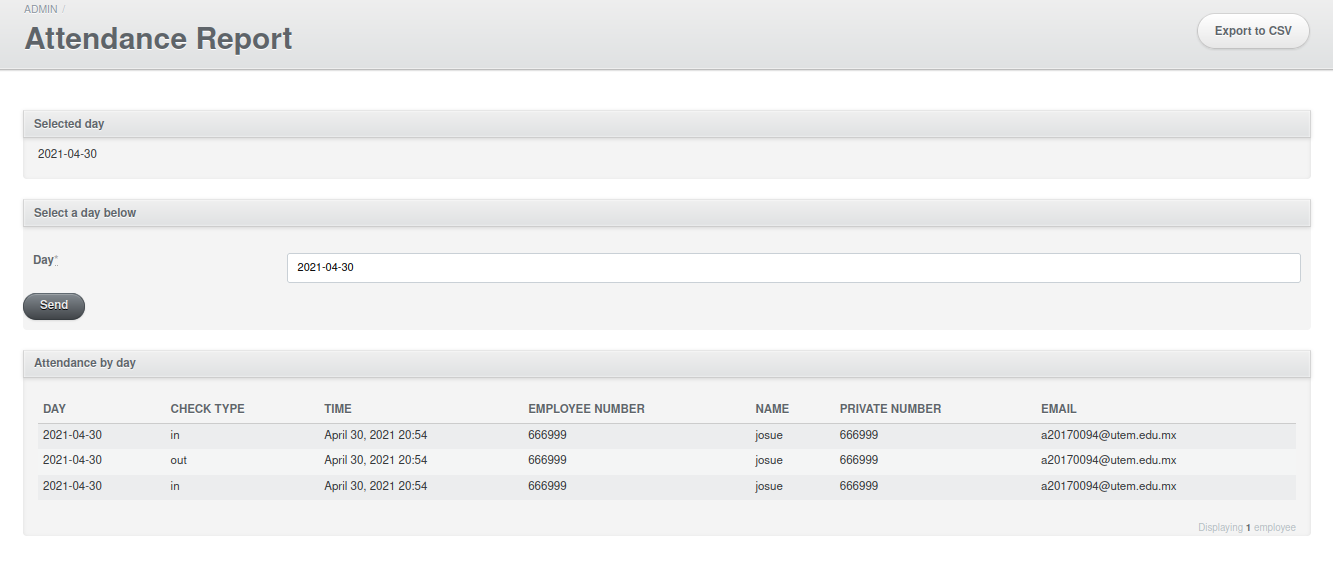 ADMIN /
Attendance Report
Export to CSV
Selected day
2021-04-30
Select a day below
Day*
2021-04-30
Send
Attendance by day
DAY CHECK TYPE TIME EMPLOYEE NUMBER NAME PRIVATE NUMBER EMAIL
2021-04-30 in April 30, 2021 20:54 666999 josue 666999 a20170094@utem.edu.mx
2021-04-30 out April 30, 2021 20:54 666999 josue 666999 a20170094@utem.edu.mx
2021-04-30 in April 30, 2021 20:54 666999 josue 666999 a20170094@utem.edu.mx
Displaying 1 employee